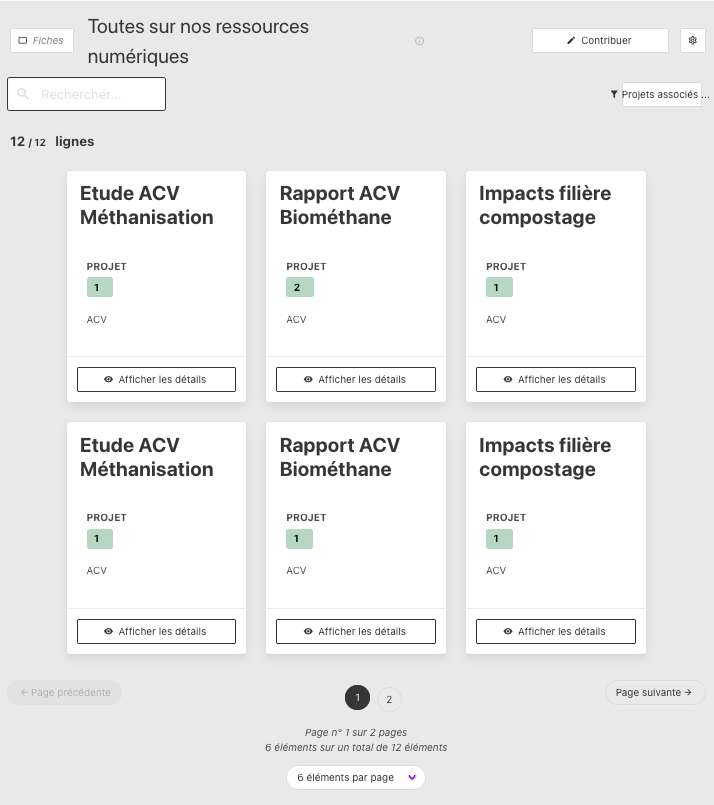 Fiches
Toutes sur nos ressources
numériques
Contribuer
Rechercher...
Projets associés ...
12 / 12 lignes
Etude ACV
Méthanisation
PROJET
1
ACV
Afficher les détails
Rapport ACV
Biométhane
PROJET
2
ACV
Afficher les détails
Impacts filière
compostage
PROJET
1
ACV
Afficher les détails
Etude ACV
Méthanisation
PROJET
1
ACV
Afficher les détails
Rapport ACV
Biométhane
PROJET
1
ACV
Afficher les détails
Impacts filière
compostage
PROJET
1
ACV
Afficher les détails
Page précédente
1
2
Page suivante
Page n° 1 sur 2 pages
6 éléments sur un total de 12 éléments
6 éléments par page